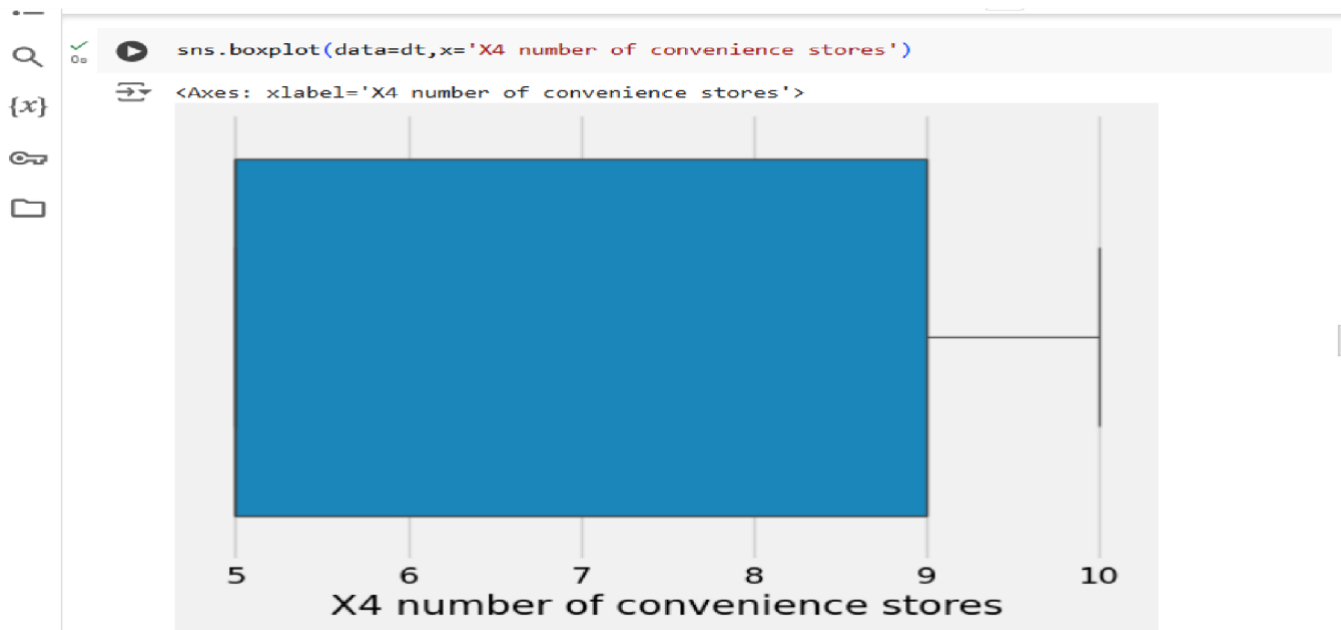 sns.boxplot(data=dt,x='X4 number of convenience stores')
0s
<Axes: xlabel='X4 number of convenience stores'>
{x}
5 6 7 8 9 10
X4 number of convenience stores